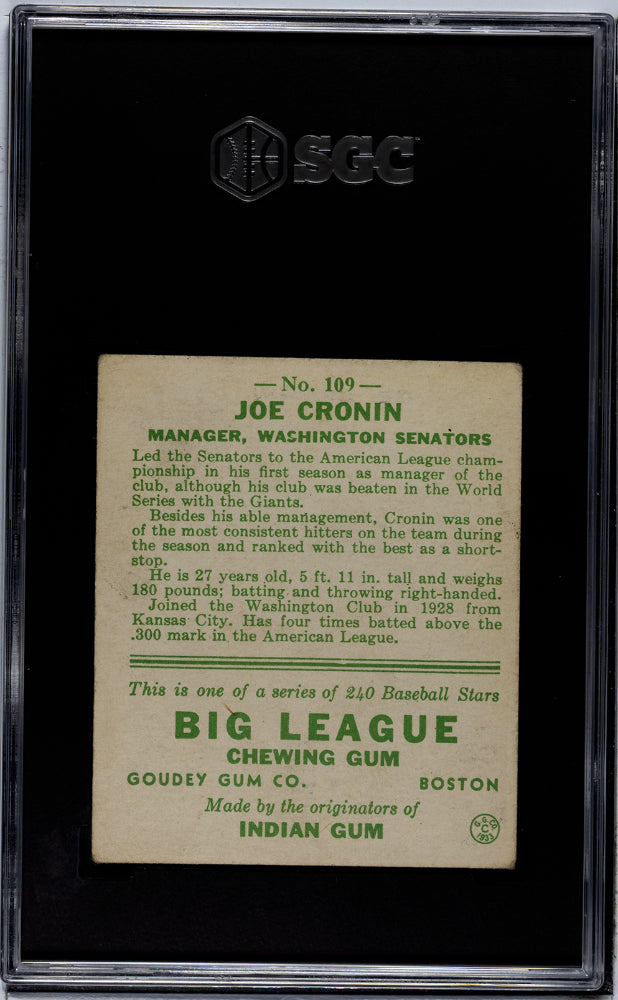 SGC
— No. 109 —
JOE CRONIN
MANAGER, WASHINGTON SENATORS
Led the Senators to the American League cham-
pionship in his first season as manager of the
club, although his club was beaten in the World
Series with the Giants.
Besides his able management, Cronin was one
of the most consistent hitters on the team during
the season and ranked with the best as a short-
stop.
He is 27 years old, 5 ft. 11 in. tall and weighs
180 pounds; batting and throwing right-handed.
Joined the Washington Club in 1928 from
Kansas City. Has four times batted above the
.300 mark in the American League.
This is one of a series of 240 Baseball Stars
BIG LEAGUE
CHEWING GUM
GOUDEY GUM CO. BOSTON
Made by the originators of
INDIAN GUM
G.G.CO.
C
1933